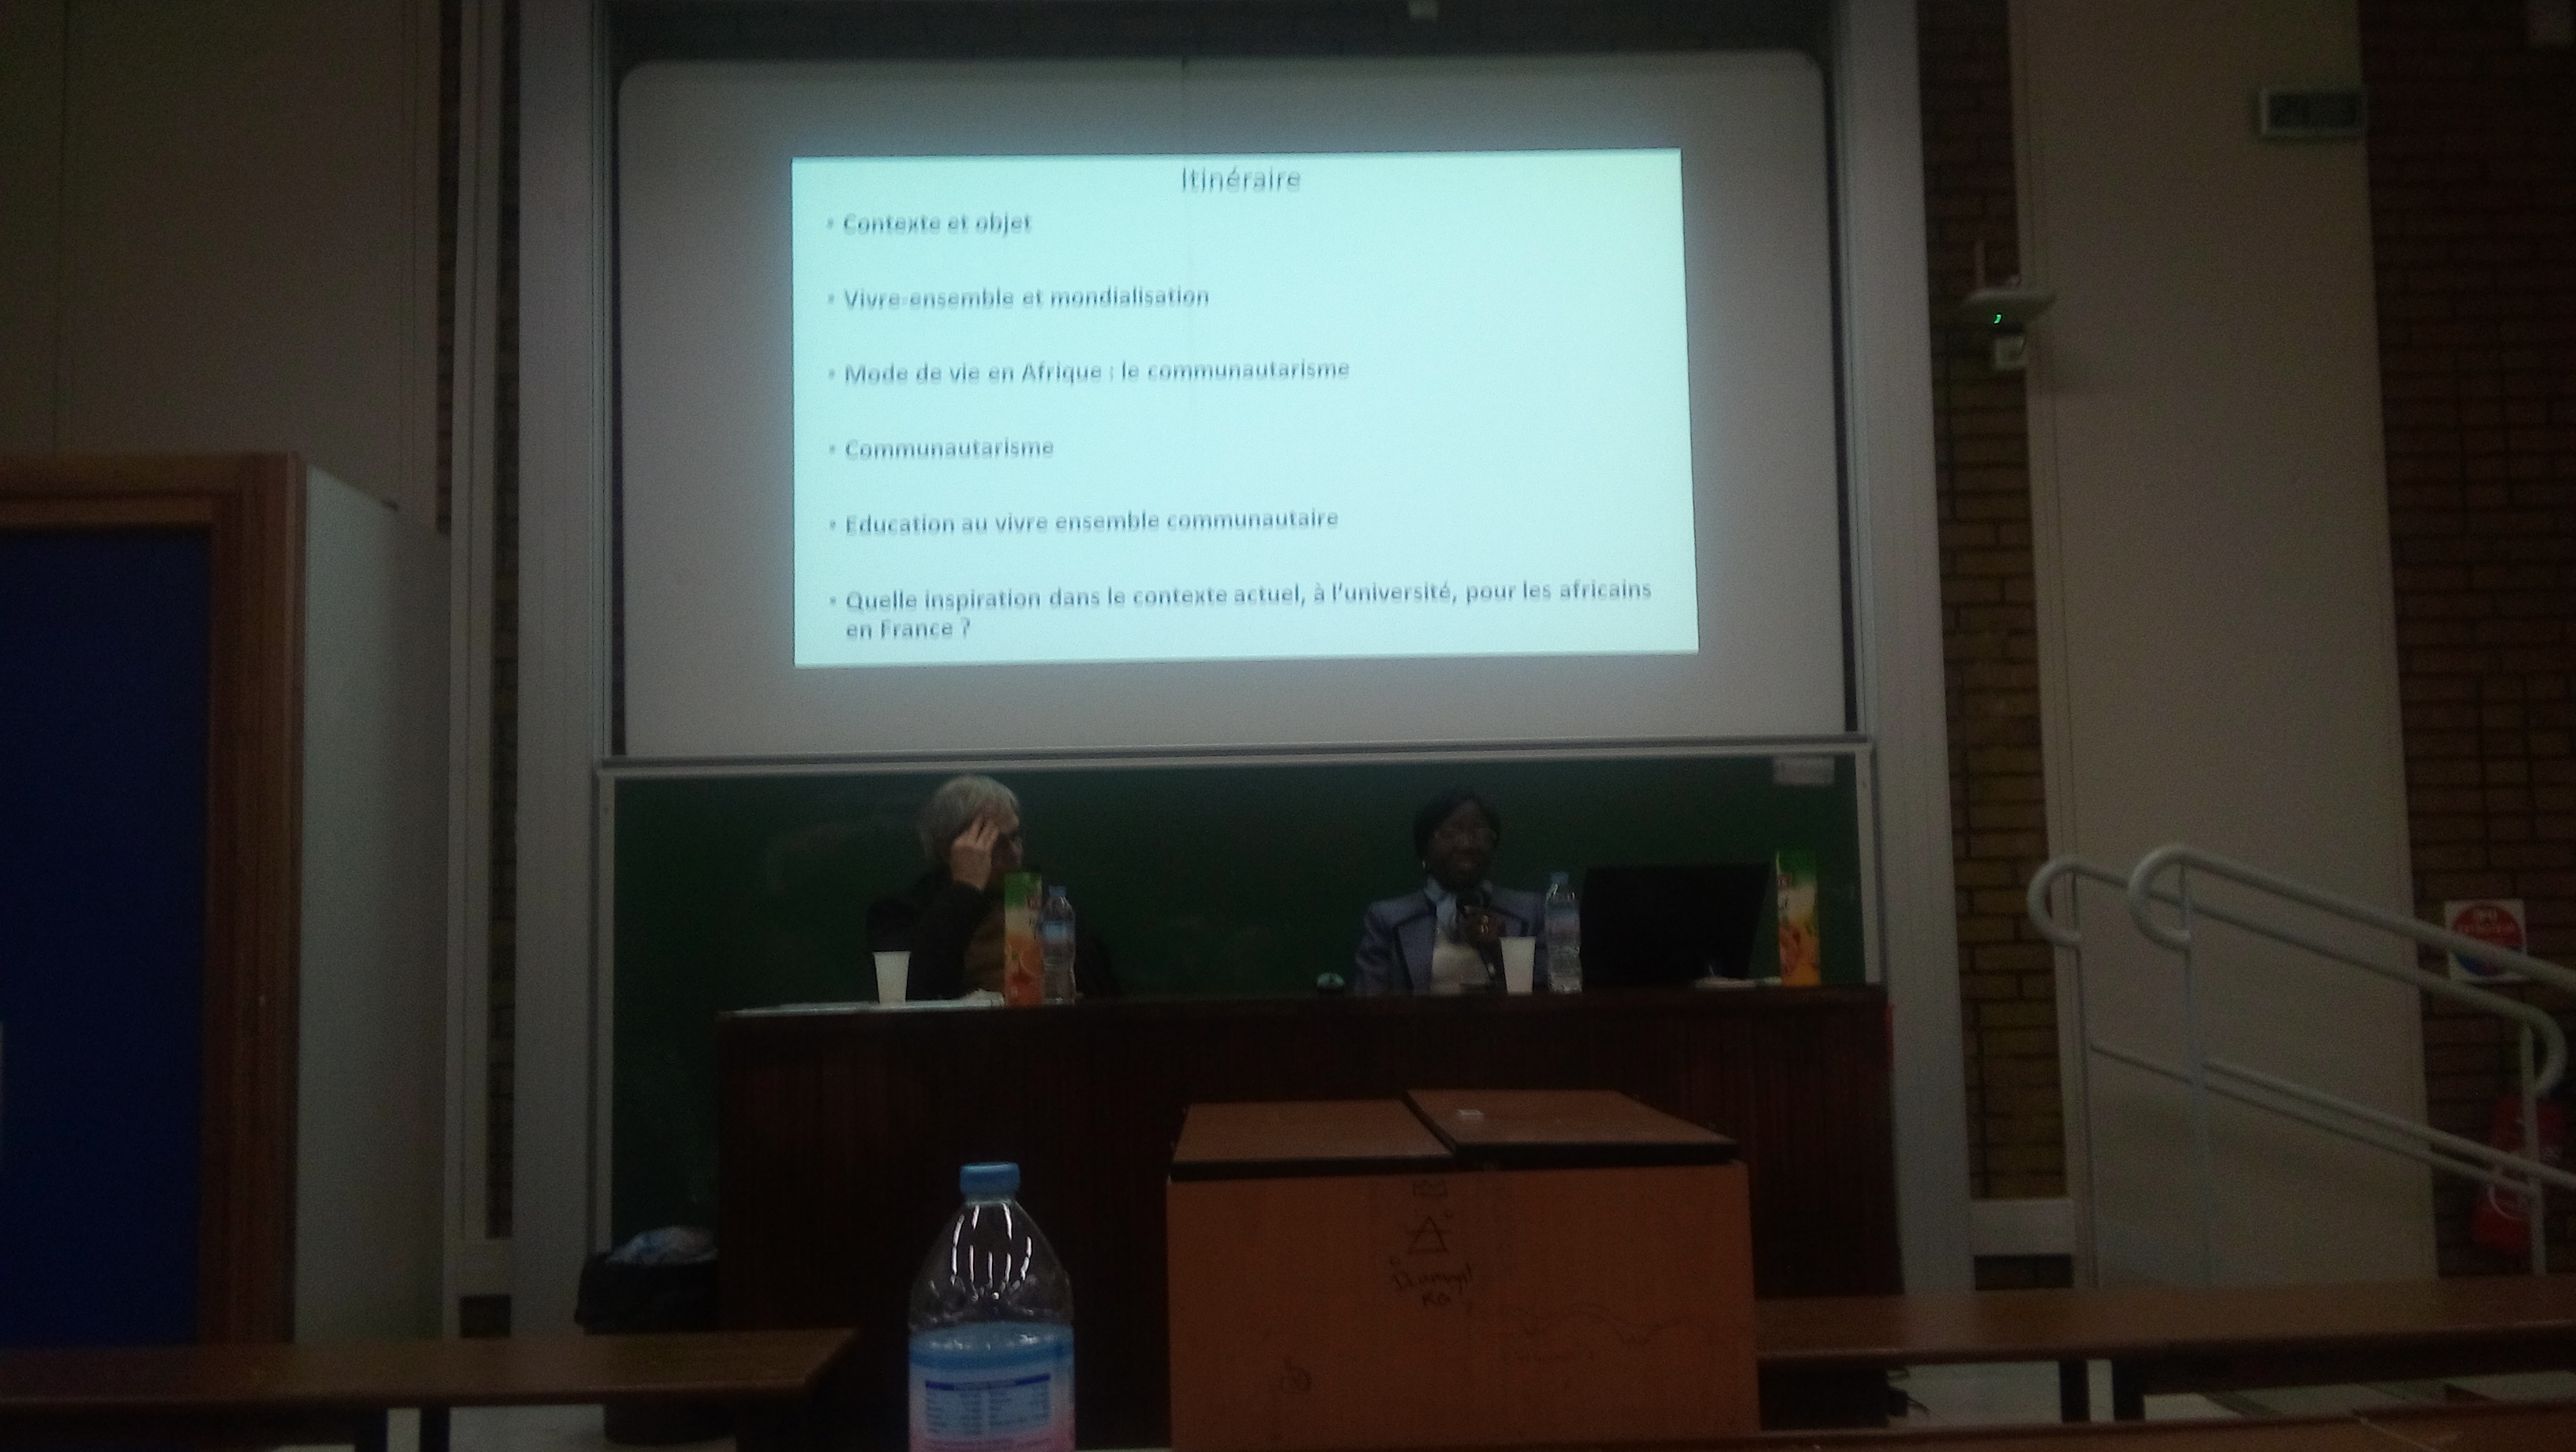 Itinéraire
• Contexte et objet
• Vivre-ensemble et mondialisation
• Mode de vie en Afrique : le communautarisme
• Communautarisme
• Education au vivre ensemble communautaire
• Quelle inspiration dans le contexte actuel, à l'université, pour les africains
en France ?